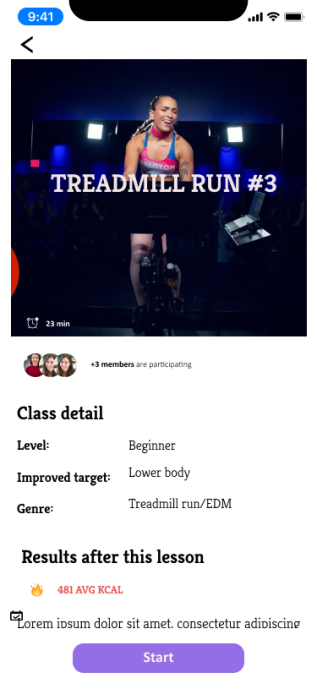 9:41
TREADMILL RUN #3
23 min
+3 members are participating
Class detail
Level: Beginner
Improved target: Lower body
Genre: Treadmill run/EDM
Results after this lesson
481 AVG KCAL
Lorem ipsum dolor sit amet, consectetur adipiscing
Start